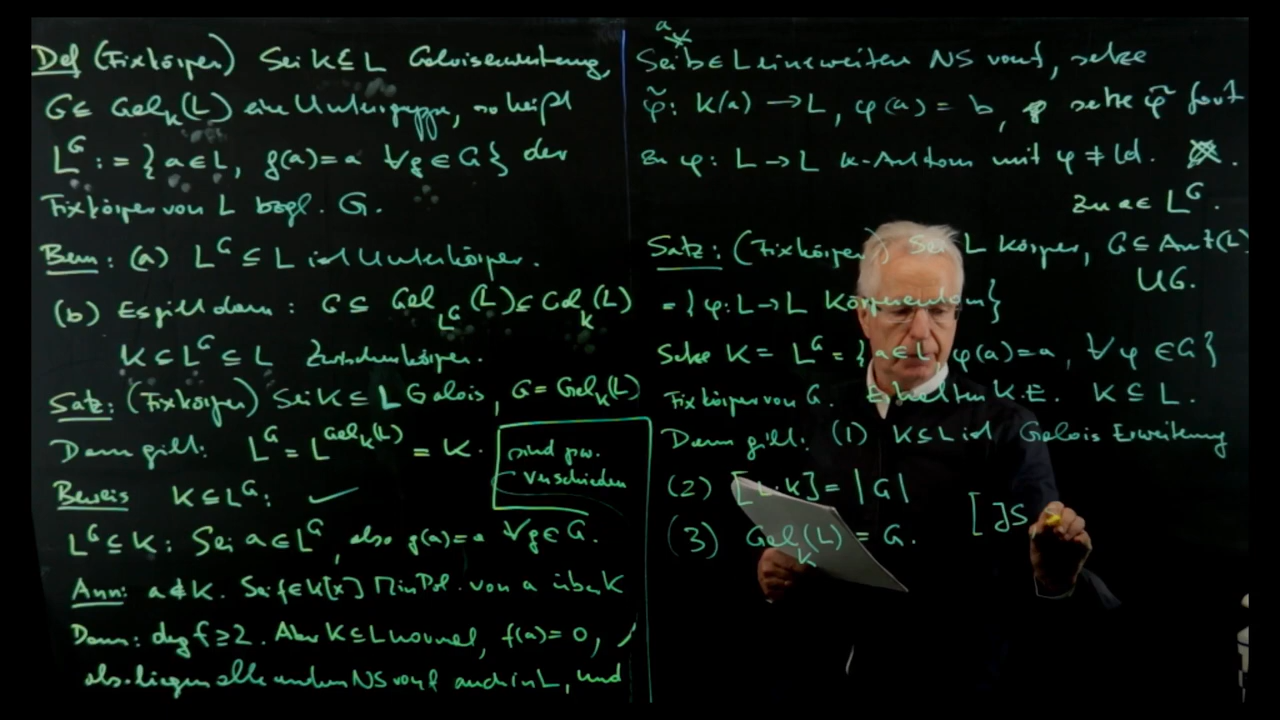 Def (Fixkörper) Sei K ⊆ L Galoiserweiterung,
G ⊆ Gal_K(L) eine Untergruppe, so heißt
L^G := { a ∈ L, g(a) = a ∀ g ∈ G } der
Fixkörper von L bzgl. G.
Bem: (a) L^G ⊆ L ist Unterkörper.
(b) Es gilt dann: G ⊆ Gal_{L^G}(L) ⊆ Gal_K(L)
K ⊆ L^G ⊆ L Zwischenkörper.
Satz: (Fixkörper) Sei K ⊆ L Galois, G = Gal_K(L)
Dann gilt: L^G = L^{Gal_K(L)} = K.
Beweis K ⊆ L^G: ✓
L^G ⊆ K: Sei a ∈ L^G, also g(a) = a ∀ g ∈ G.
Ann: a ∉ K. Sei f ∈ K[x] MinPol. von a über K
Dann: deg f ≥ 2. Aber K ⊆ L normal, f(a) = 0,
also liegen alle anderen NS von f auch in L, und
sind pw.
verschieden
a
Sei b ∈ L eine weitere NS von f, setze
φ̃: K(a) → L, φ(a) = b, setze φ̃ fort
zu φ: L → L K-Autom mit φ ≠ Id.
zu a ∈ L^G.
Satz: (Fixkörper) Sei L Körper, G ⊆ Aut(L)
UG.
= { φ: L → L Körperautom }
Setze K = L^G = { a ∈ L, φ(a) = a, ∀ φ ∈ G }
Fixkörper von G. Erhalten K.E. K ⊆ L.
Dann gilt: (1) K ⊆ L ist Galois Erweiterung
(2) [L:K] = |G|
(3) Gal_K(L) = G.
[JS